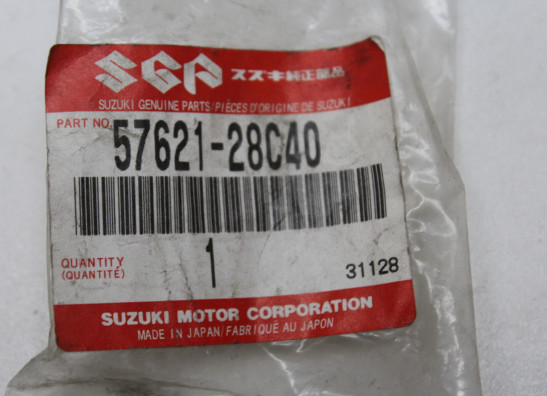 SGP スズキ純正部品
SUZUKI GENUINE PARTS/PIÈCES D'ORIGINE DE SUZUKI
PART NO. 57621-28C40
QUANTITY
(QUANTITÉ) 1 31128
SUZUKI MOTOR CORPORATION
MADE IN JAPAN/FABRIQUÉ AU JAPON